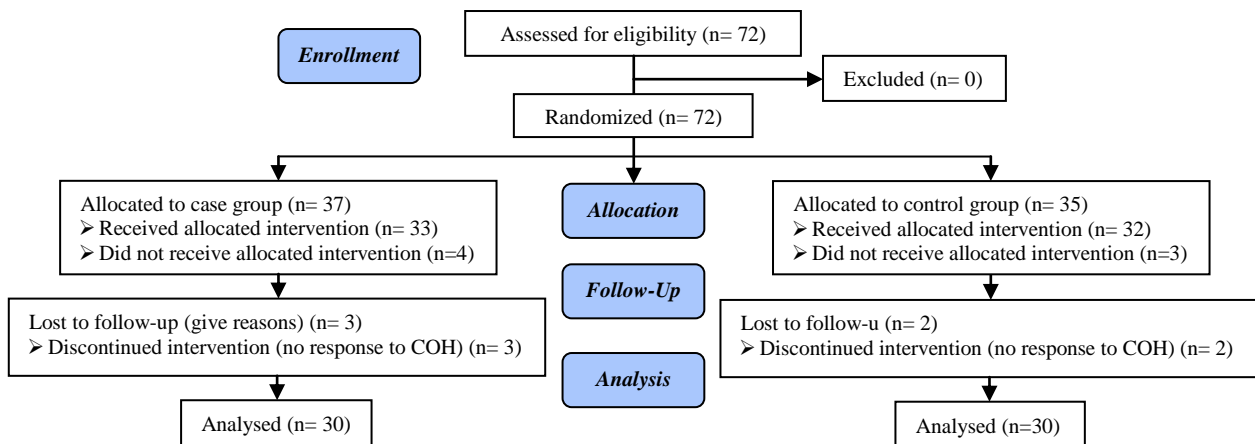 Assessed for eligibility (n= 72)
Enrollment
Excluded (n= 0)
Randomized (n= 72)
Allocated to case group (n= 37)
➢ Received allocated intervention (n= 33)
➢ Did not receive allocated intervention (n=4)
Allocation
Allocated to control group (n= 35)
➢ Received allocated intervention (n= 32)
➢ Did not receive allocated intervention (n=3)
Follow-Up
Lost to follow-up (give reasons) (n= 3)
➢ Discontinued intervention (no response to COH) (n= 3)
Lost to follow-u (n= 2)
➢ Discontinued intervention (no response to COH) (n= 2)
Analysis
Analysed (n= 30)
Analysed (n=30)